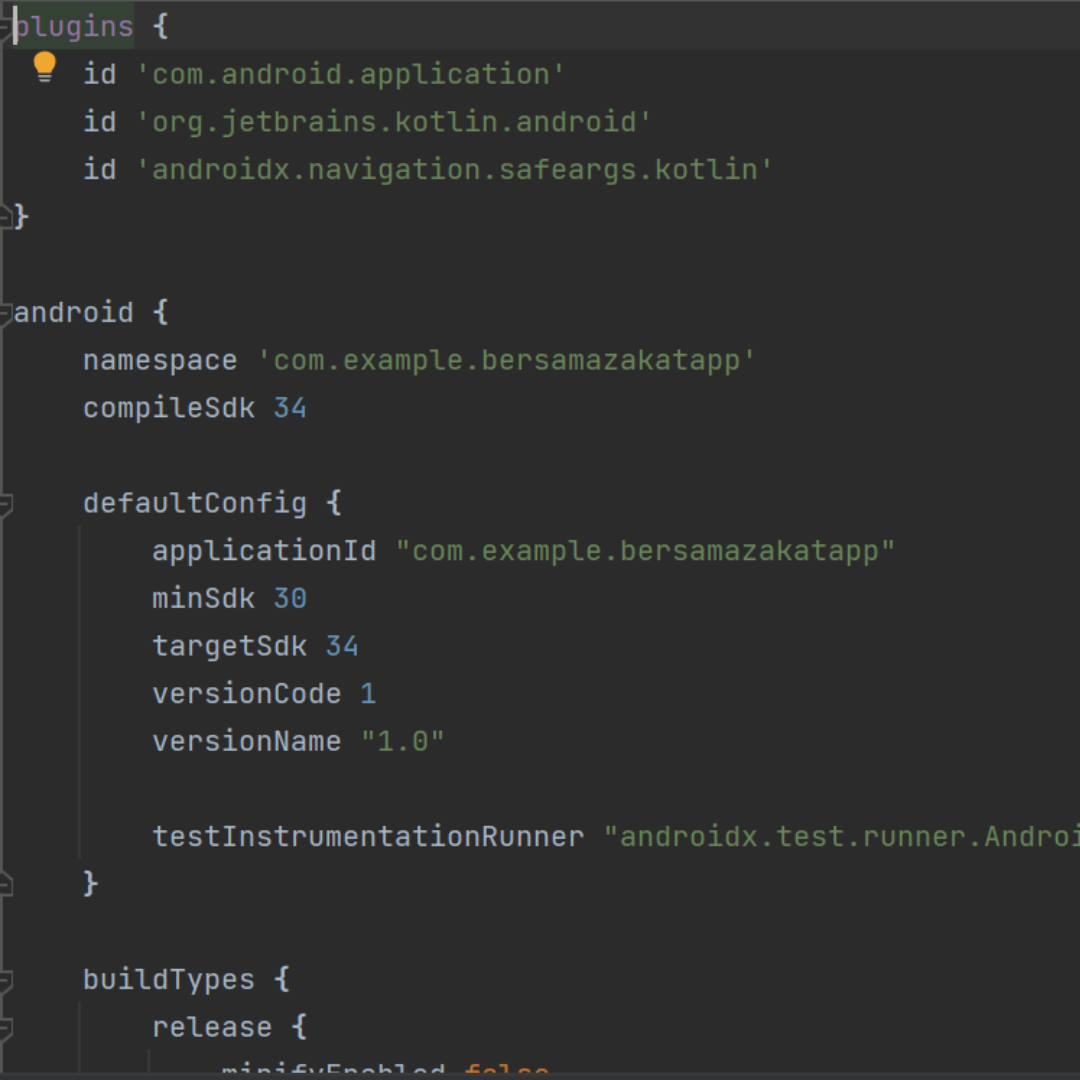 plugins {
id 'com.android.application'
id 'org.jetbrains.kotlin.android'
id 'androidx.navigation.safeargs.kotlin'
}
android {
namespace 'com.example.bersamazakatapp'
compileSdk 34
defaultConfig {
applicationId "com.example.bersamazakatapp"
minSdk 30
targetSdk 34
versionCode 1
versionName "1.0"
testInstrumentationRunner "androidx.test.runner.Androi
}
buildTypes {
release {
minifyEnabled false